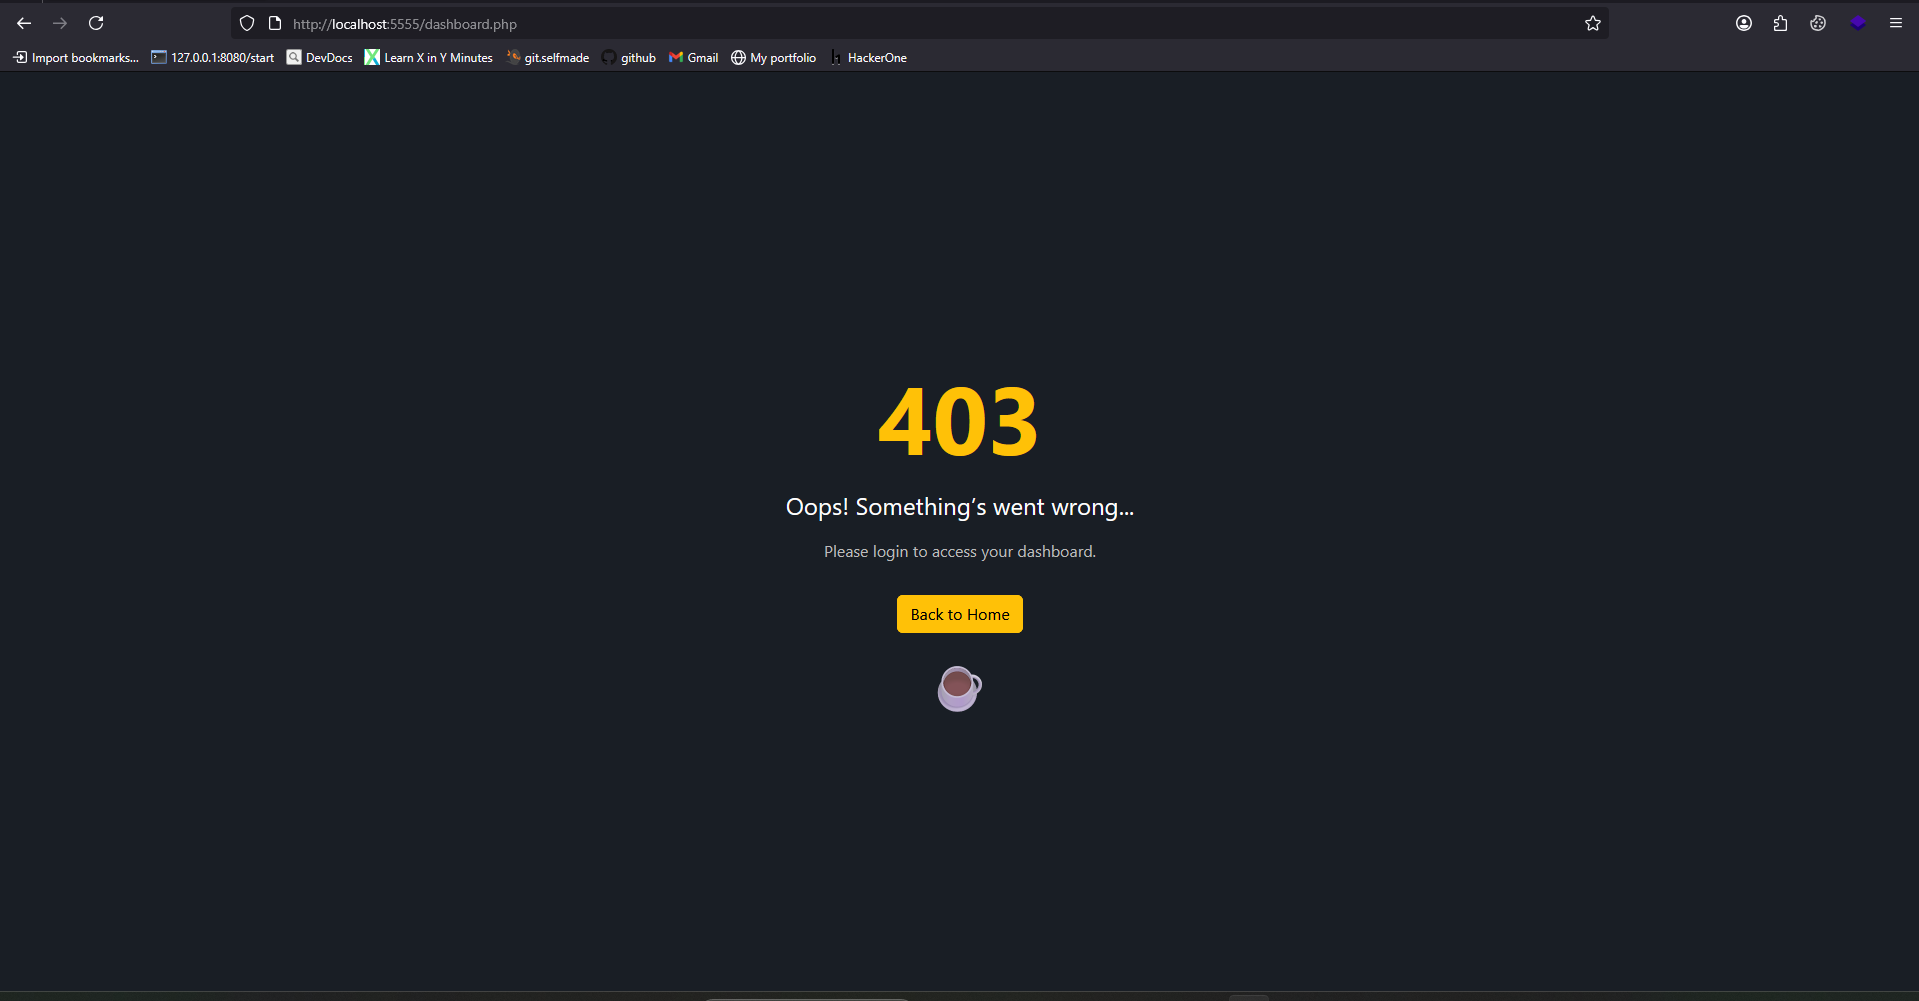 http://localhost:5555/dashboard.php
Import bookmarks... 127.0.0.1:8080/start DevDocs Learn X in Y Minutes git.selfmade github Gmail My portfolio HackerOne
403
Oops! Something’s went wrong...
Please login to access your dashboard.
Back to Home